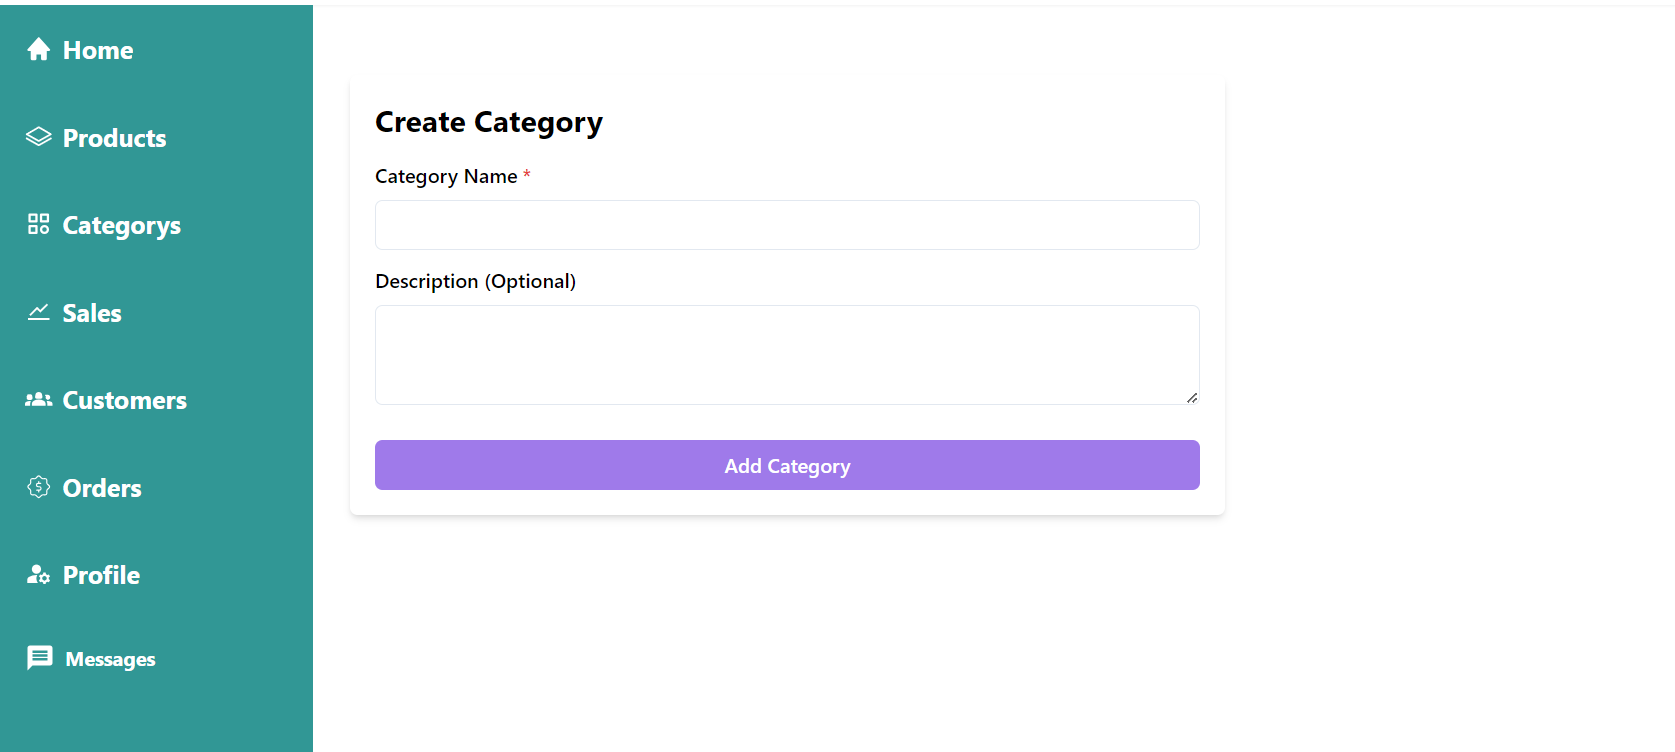 Home
Products
Categorys
Sales
Customers
Orders
Profile
Messages
Create Category
Category Name *
Description (Optional)
Add Category